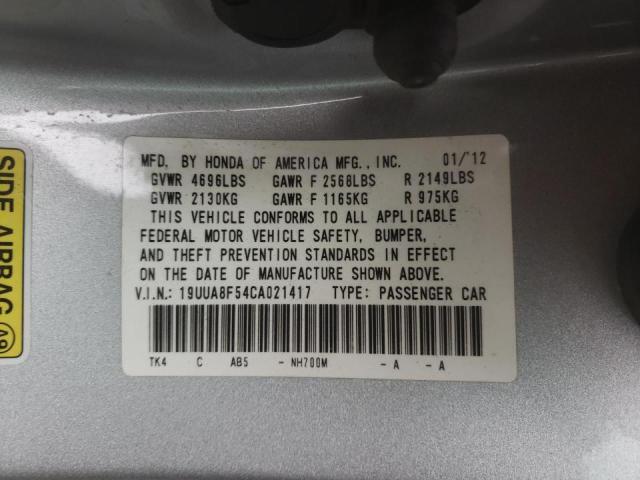 MFD. BY HONDA OF AMERICA MFG., INC. 01/'12
GVWR 4696LBS GAWR F 2568LBS R 2149LBS
GVWR 2130KG GAWR F 1165KG R 975KG
THIS VEHICLE CONFORMS TO ALL APPLICABLE
FEDERAL MOTOR VEHICLE SAFETY, BUMPER,
AND THEFT PREVENTION STANDARDS IN EFFECT
ON THE DATE OF MANUFACTURE SHOWN ABOVE.
V.I.N.: 19UUA8F54CA021417 TYPE: PASSENGER CAR
TK4 C AB5 - NH700M - A - A
SIDE AIRBAG